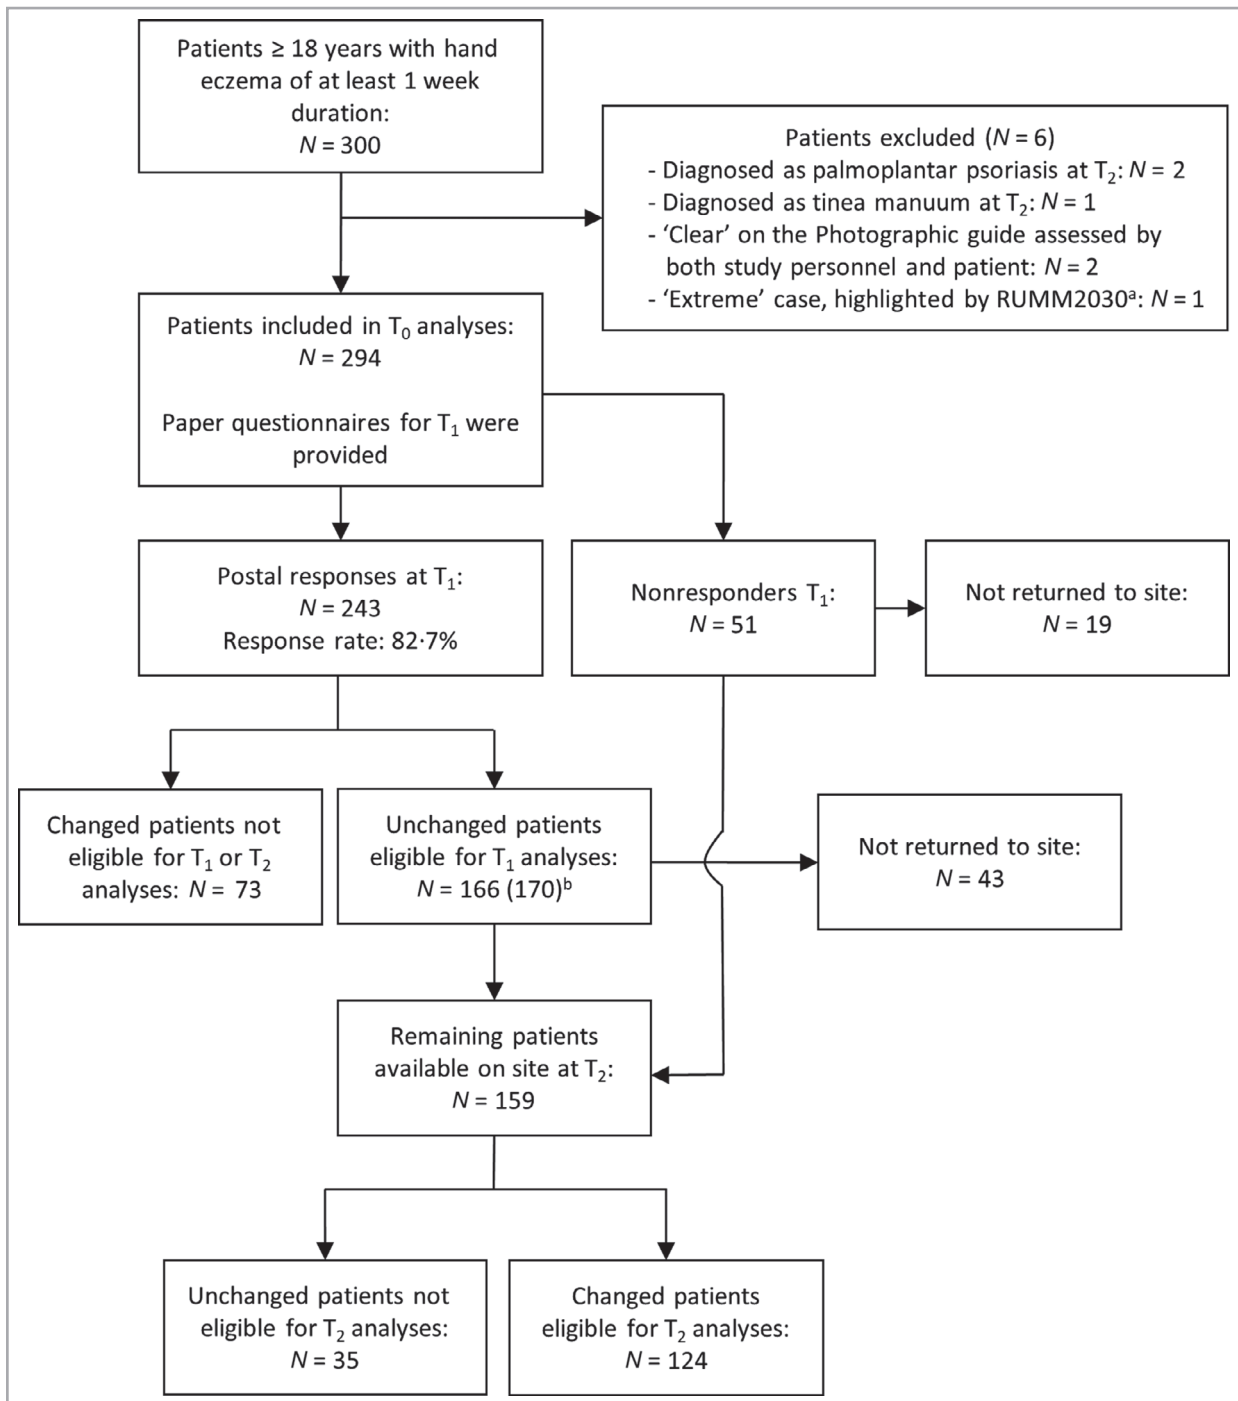 Patients ≥ 18 years with hand
eczema of at least 1 week
duration:
N = 300
Patients excluded (N = 6)
- Diagnosed as palmoplantar psoriasis at T₂: N = 2
- Diagnosed as tinea manuum at T₂: N = 1
- ‘Clear’ on the Photographic guide assessed by
both study personnel and patient: N = 2
- ‘Extreme’ case, highlighted by RUMM2030ᵃ: N = 1
Patients included in T₀ analyses:
N = 294
Paper questionnaires for T₁ were
provided
Postal responses at T₁:
N = 243
Response rate: 82·7%
Nonresponders T₁:
N = 51
Not returned to site:
N = 19
Changed patients not
eligible for T₁ or T₂
analyses: N = 73
Unchanged patients
eligible for T₁ analyses:
N = 166 (170)ᵇ
Not returned to site:
N = 43
Remaining patients
available on site at T₂:
N = 159
Unchanged patients not
eligible for T₂ analyses:
N = 35
Changed patients
eligible for T₂ analyses:
N = 124